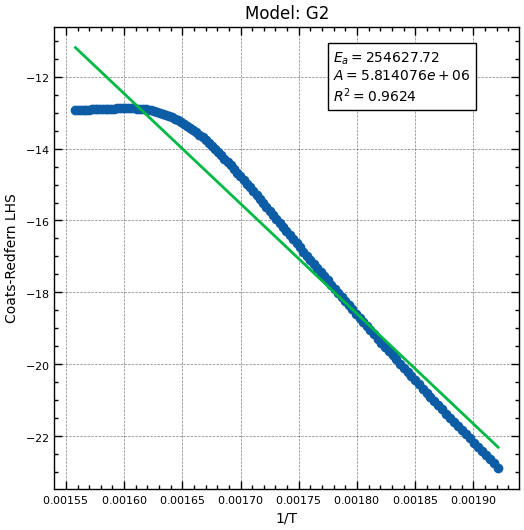 Model: G2
E_a = 254627.72
A = 5.814076e + 06
R² = 0.9624
Coats-Redfern LHS
−12
−14
−16
−18
−20
−22
0.00155 0.00160 0.00165 0.00170 0.00175 0.00180 0.00185 0.00190
1/T